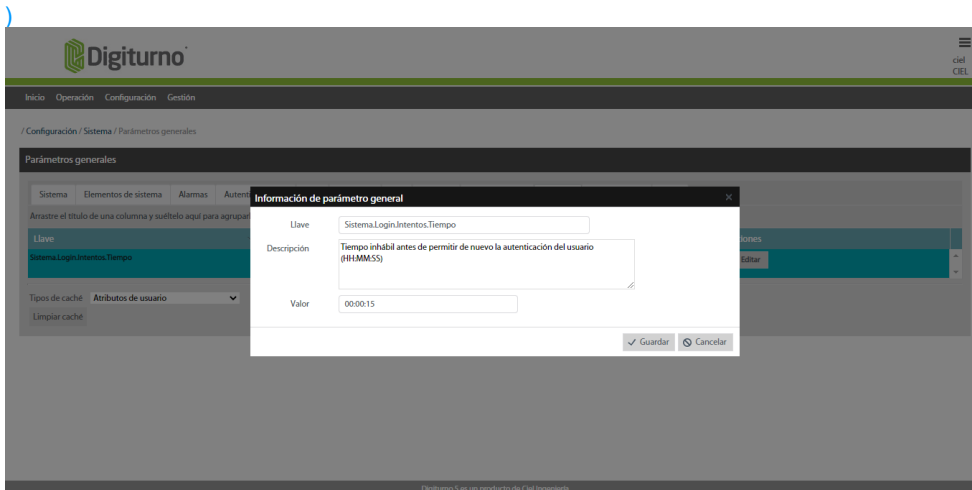 )
Digiturno
ciel
CIEL
Inicio Operación Configuración Gestión
/ Configuración / Sistema / Parámetros generales
Parámetros generales
Sistema Elementos de sistema Alarmas Autenti
Información de parámetro general
Arrastre el título de una columna y suéltelo aquí para agrupar
Llave
Sistema.Login.Intentos.Tiempo
Llave Sistema.Login.Intentos.Tiempo
Descripción Tiempo inhábil antes de permitir de nuevo la autenticación del usuario
(HH:MM:SS)
Valor 00:00:15
iones
Editar
Tipos de caché Atributos de usuario
Limpiar caché
Guardar Cancelar
Digiturno 5 es un producto de Ciel Ingeniería